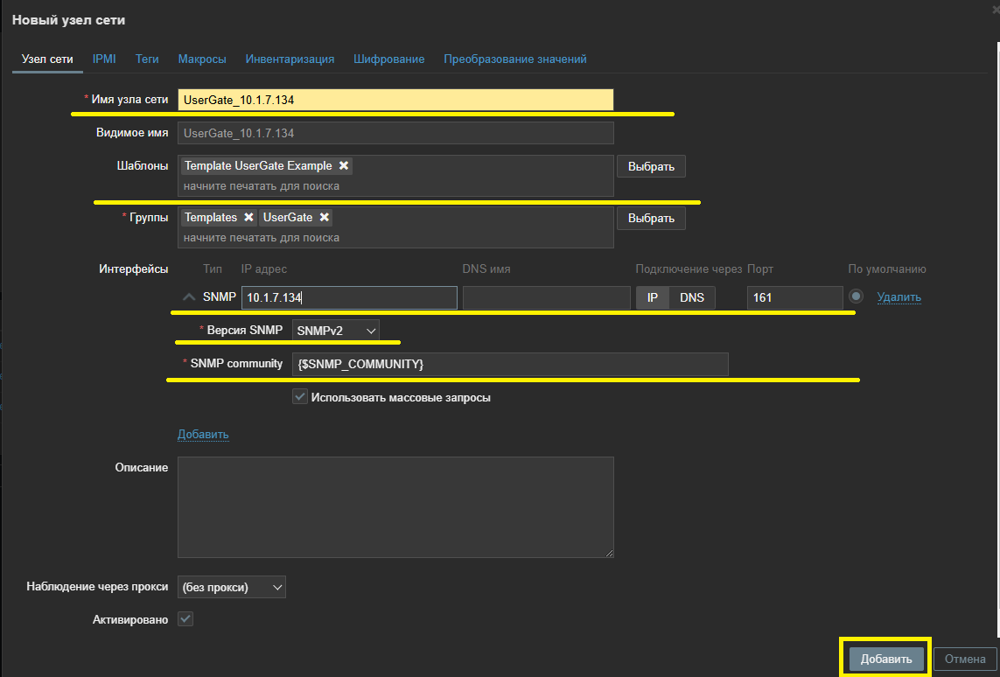 Новый узел сети
Узел сети IPMI Теги Макросы Инвентаризация Шифрование Преобразование значений
* Имя узла сети UserGate_10.1.7.134
Видимое имя UserGate_10.1.7.134
Шаблоны Template UserGate Example Выбрать
начните печатать для поиска
* Группы Templates UserGate Выбрать
начните печатать для поиска
Интерфейсы Тип IP адрес DNS имя Подключение через Порт По умолчанию
SNMP 10.1.7.134 IP DNS 161 Удалить
* Версия SNMP SNMPv2
* SNMP community {$SNMP_COMMUNITY}
Использовать массовые запросы
Добавить
Описание
Наблюдение через прокси (без прокси)
Активировано
Добавить Отмена